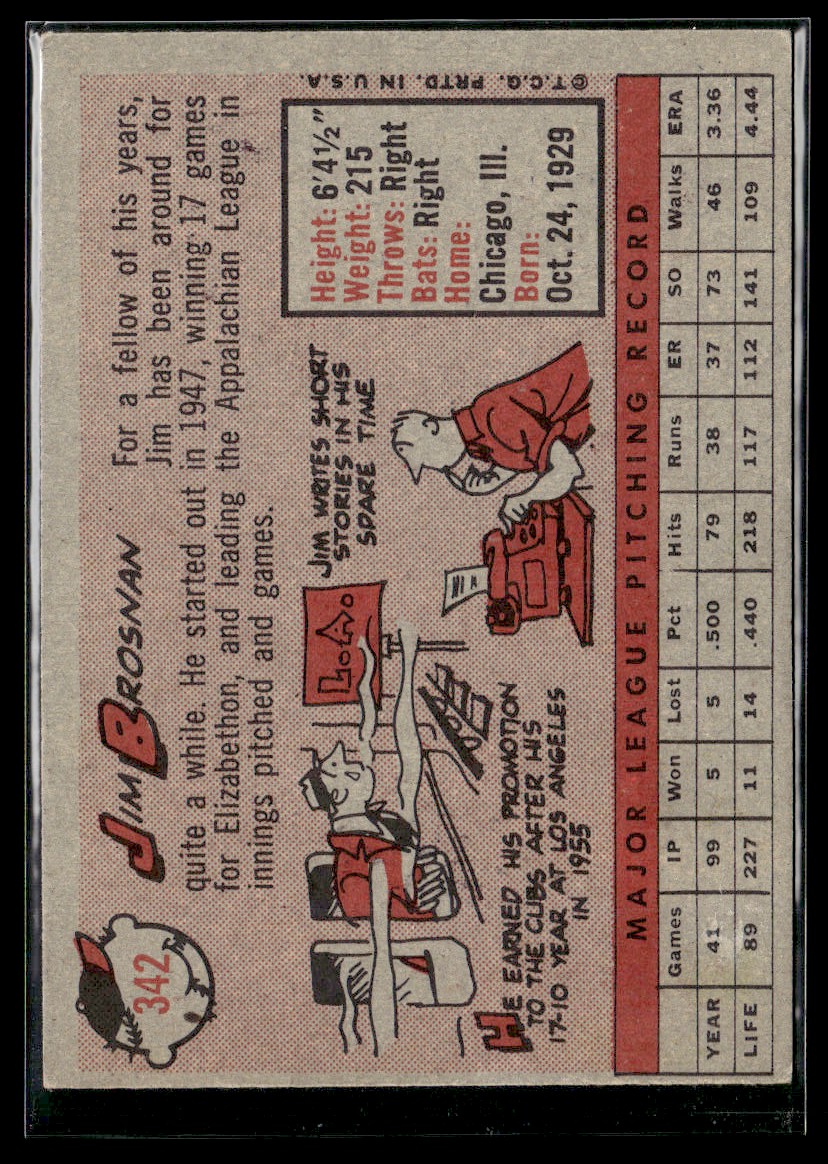 342
JIM BROSNAN
For a fellow of his years,
Jim has been around for
quite a while. He started out in 1947, winning 17 games
for Elizabethon, and leading the Appalachian League in
innings pitched and games.
HE EARNED HIS PROMOTION
TO THE CUBS AFTER HIS
17-10 YEAR AT LOS ANGELES
IN 1955
L.A.
JIM WRITES SHORT
STORIES IN HIS
SPARE TIME
Height: 6'4½"
Weight: 215
Throws: Right
Bats: Right
Home:
Chicago, Ill.
Born:
Oct. 24, 1929
© T.C.G. PRTD. IN U.S.A.
MAJOR LEAGUE PITCHING RECORD
Games IP Won Lost Pct Hits Runs ER SO Walks ERA
YEAR 41 99 5 5 .500 79 38 37 73 46 3.36
LIFE 89 227 11 14 .440 218 117 112 141 109 4.44